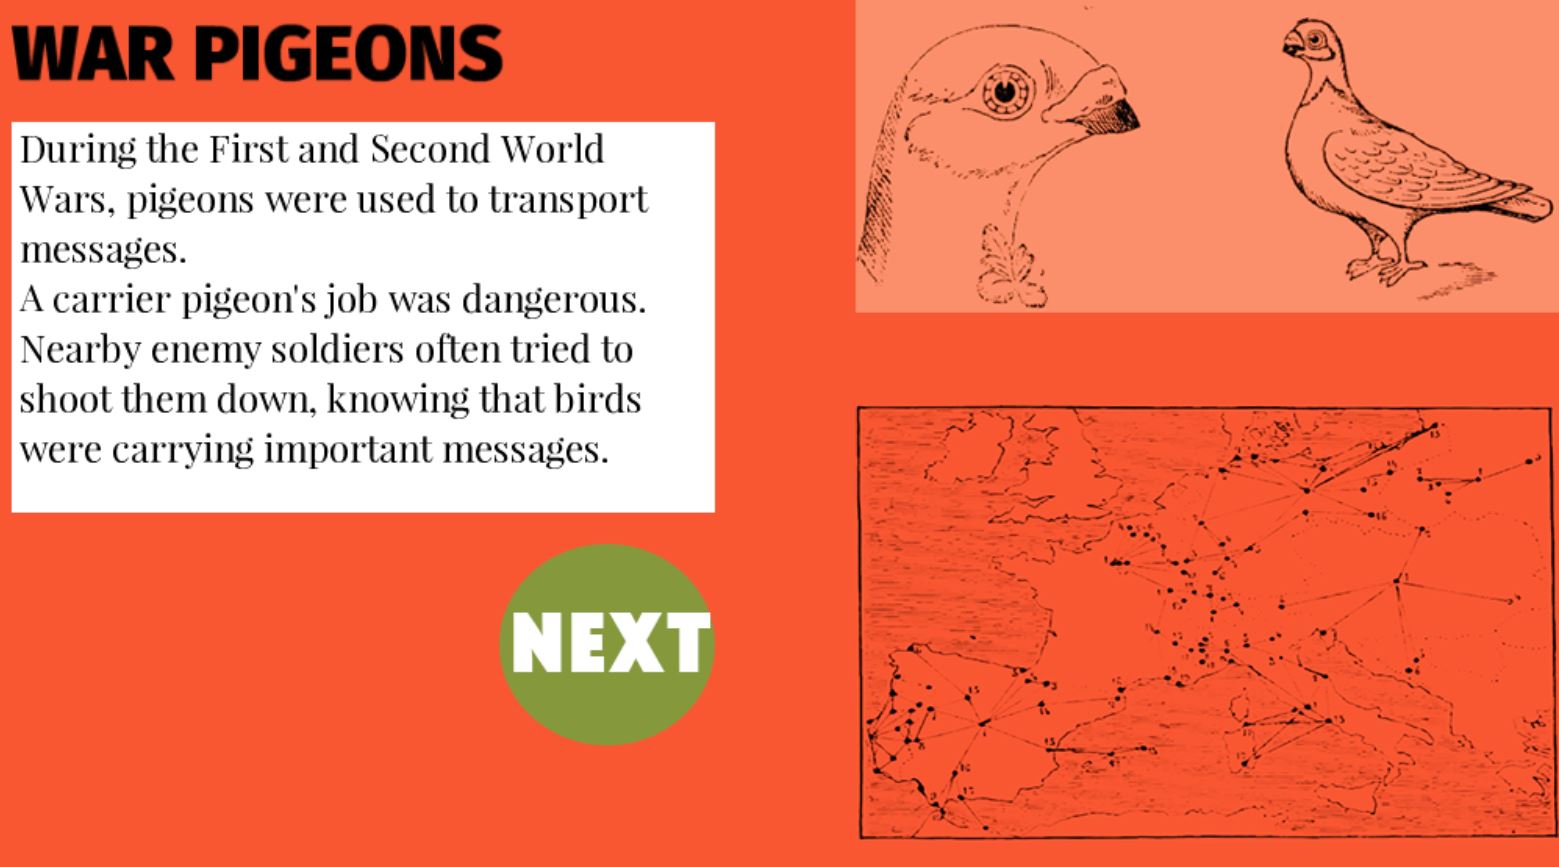 WAR PIGEONS
During the First and Second World
Wars, pigeons were used to transport
messages.
A carrier pigeon's job was dangerous.
Nearby enemy soldiers often tried to
shoot them down, knowing that birds
were carrying important messages.
NEXT